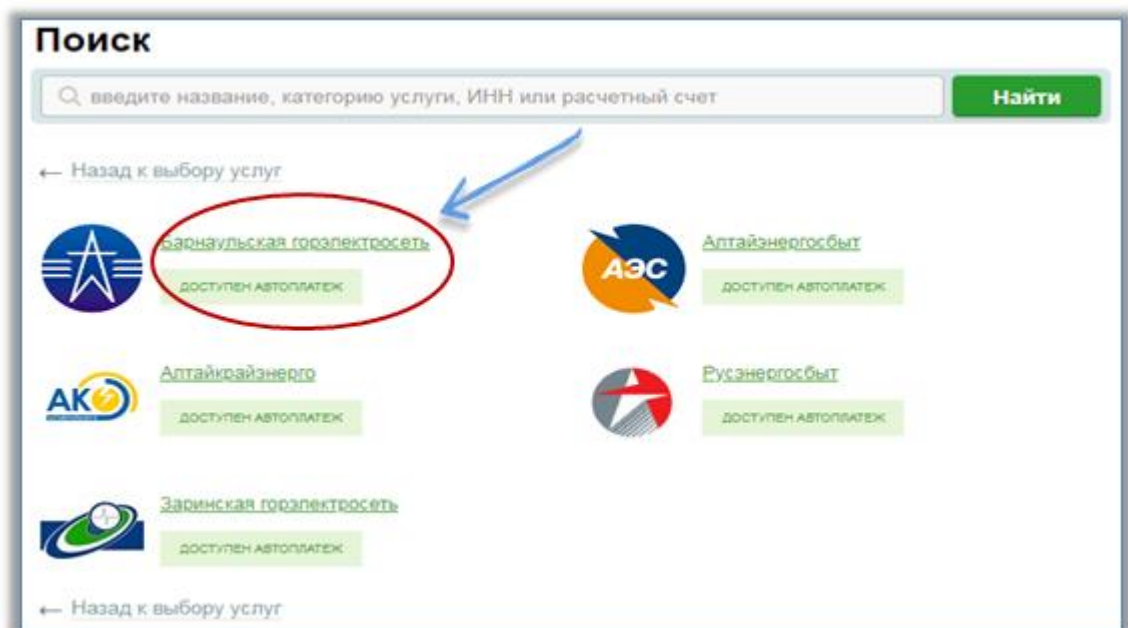 Поиск
введите название, категорию услуги, ИНН или расчетный счет
Найти
← Назад к выбору услуг
Барнаульская горэлектросеть
ДОСТУПЕН АВТОПЛАТЕЖ
АЭС
Алтайэнергосбыт
ДОСТУПЕН АВТОПЛАТЕЖ
АК
Алтайкрайэнерго
ДОСТУПЕН АВТОПЛАТЕЖ
Русэнергосбыт
ДОСТУПЕН АВТОПЛАТЕЖ
Заринская горэлектросеть
ДОСТУПЕН АВТОПЛАТЕЖ
← Назад к выбору услуг